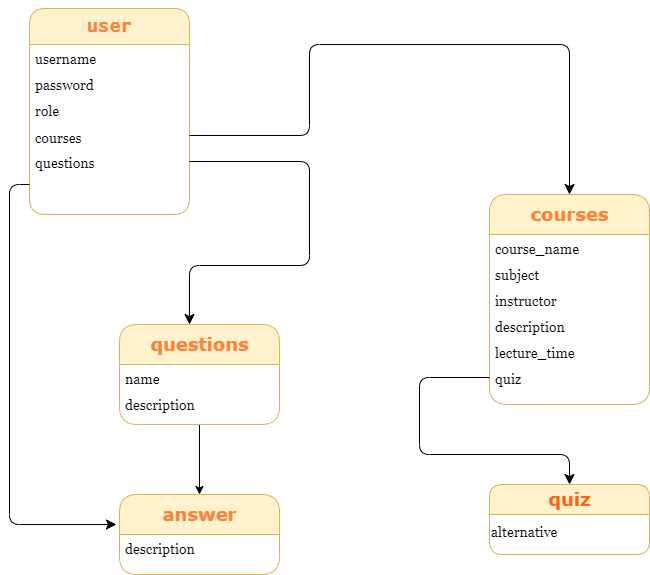 user
username
password
role
courses
questions
courses
course_name
subject
instructor
description
lecture_time
quiz
questions
name
description
answer
description
quiz
alternative